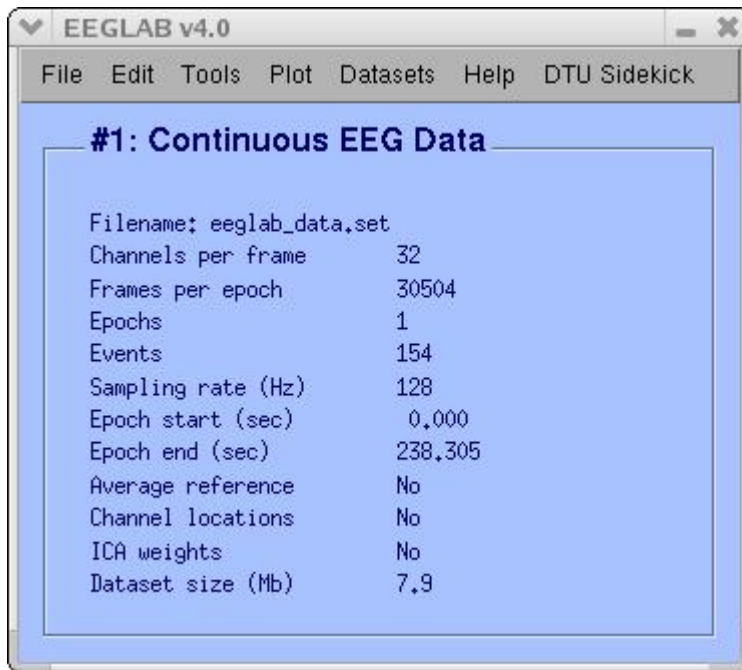 EEGLAB v4.0
File Edit Tools Plot Datasets Help DTU Sidekick
#1: Continuous EEG Data
Filename: eeglab_data.set
Channels per frame 32
Frames per epoch 30504
Epochs 1
Events 154
Sampling rate (Hz) 128
Epoch start (sec) 0.000
Epoch end (sec) 238.305
Average reference No
Channel locations No
ICA weights No
Dataset size (Mb) 7.9